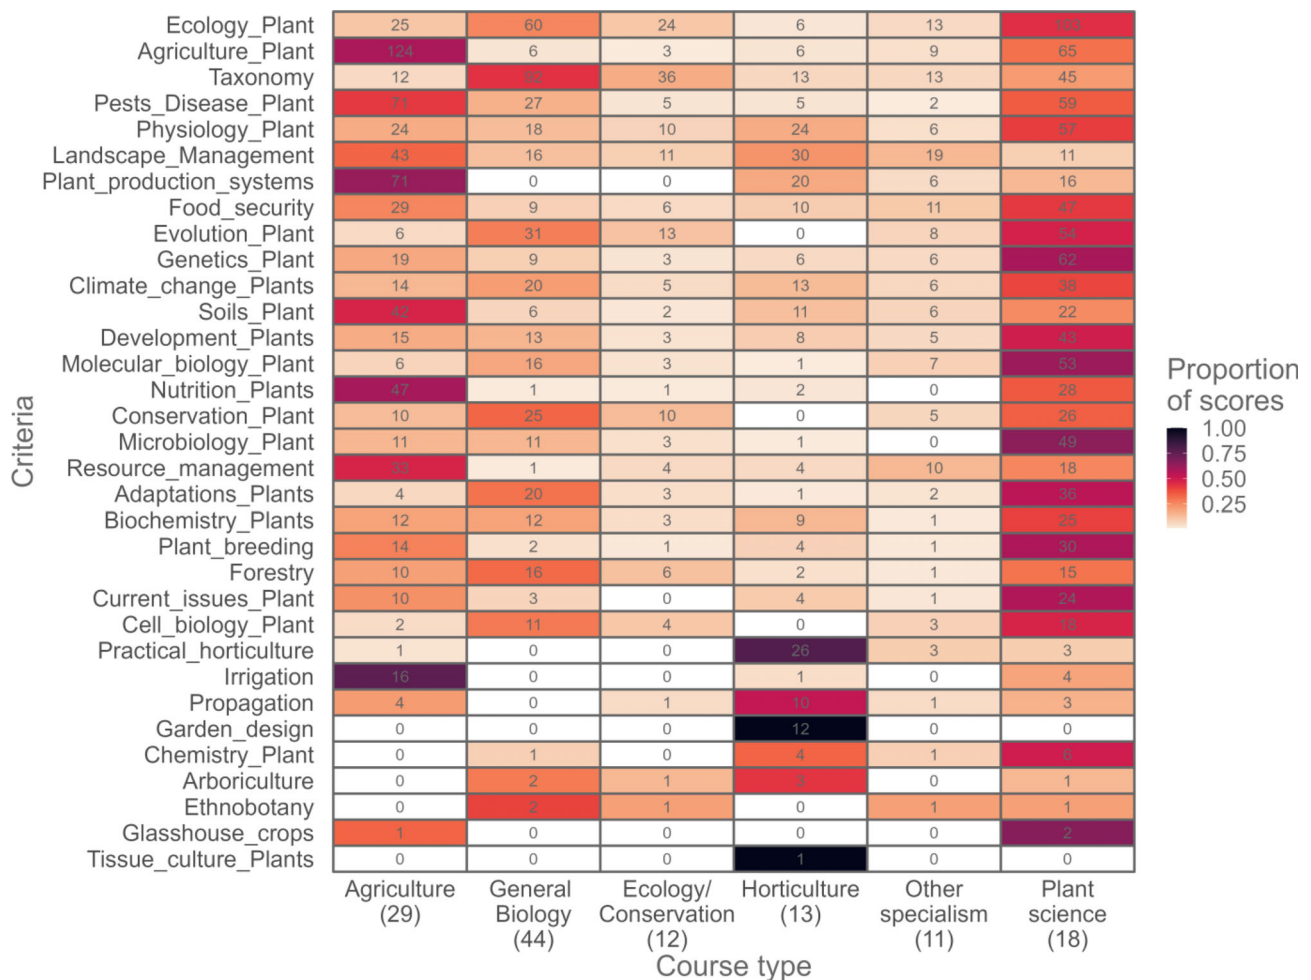 Ecology_Plant 25 60 24 6 13 103
Agriculture_Plant 124 6 3 6 9 65
Taxonomy 12 92 36 13 13 45
Pests_Disease_Plant 71 27 5 5 2 59
Physiology_Plant 24 18 10 24 6 57
Landscape_Management 43 16 11 30 19 11
Plant_production_systems 71 0 0 20 6 16
Food_security 29 9 6 10 11 47
Evolution_Plant 6 31 13 0 8 54
Genetics_Plant 19 9 3 6 6 62
Climate_change_Plants 14 20 5 13 6 38
Soils_Plant 42 6 2 11 6 22
Development_Plants 15 13 3 8 5 43
Molecular_biology_Plant 6 16 3 1 7 53
Nutrition_Plants 47 1 1 2 0 28
Conservation_Plant 10 25 10 0 5 26
Microbiology_Plant 11 11 3 1 0 49
Resource_management 33 1 4 4 10 18
Adaptations_Plants 4 20 3 1 2 36
Biochemistry_Plants 12 12 3 9 1 25
Plant_breeding 14 2 1 4 1 30
Forestry 10 16 6 2 1 15
Current_issues_Plant 10 3 0 4 1 24
Cell_biology_Plant 2 11 4 0 3 18
Practical_horticulture 1 0 0 26 3 3
Irrigation 16 0 0 1 0 4
Propagation 4 0 1 10 1 3
Garden_design 0 0 0 12 0 0
Chemistry_Plant 0 1 0 4 1 6
Arboriculture 0 2 1 3 0 1
Ethnobotany 0 2 1 0 1 1
Glasshouse_crops 1 0 0 0 0 2
Tissue_culture_Plants 0 0 0 1 0 0
Criteria
Agriculture
(29)
General
Biology
(44)
Ecology/
Conservation
(12)
Horticulture
(13)
Other
specialism
(11)
Plant
science
(18)
Course type
Proportion
of scores
1.00
0.75
0.50
0.25